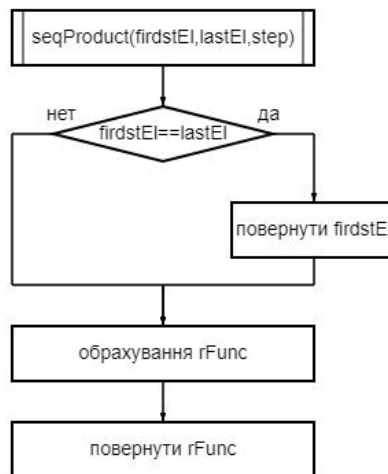 seqProduct(firdstEl,lastEl,step)
нет
да
firdstEl==lastEl
повернути firdstE
обрахування rFunc
повернути rFunc